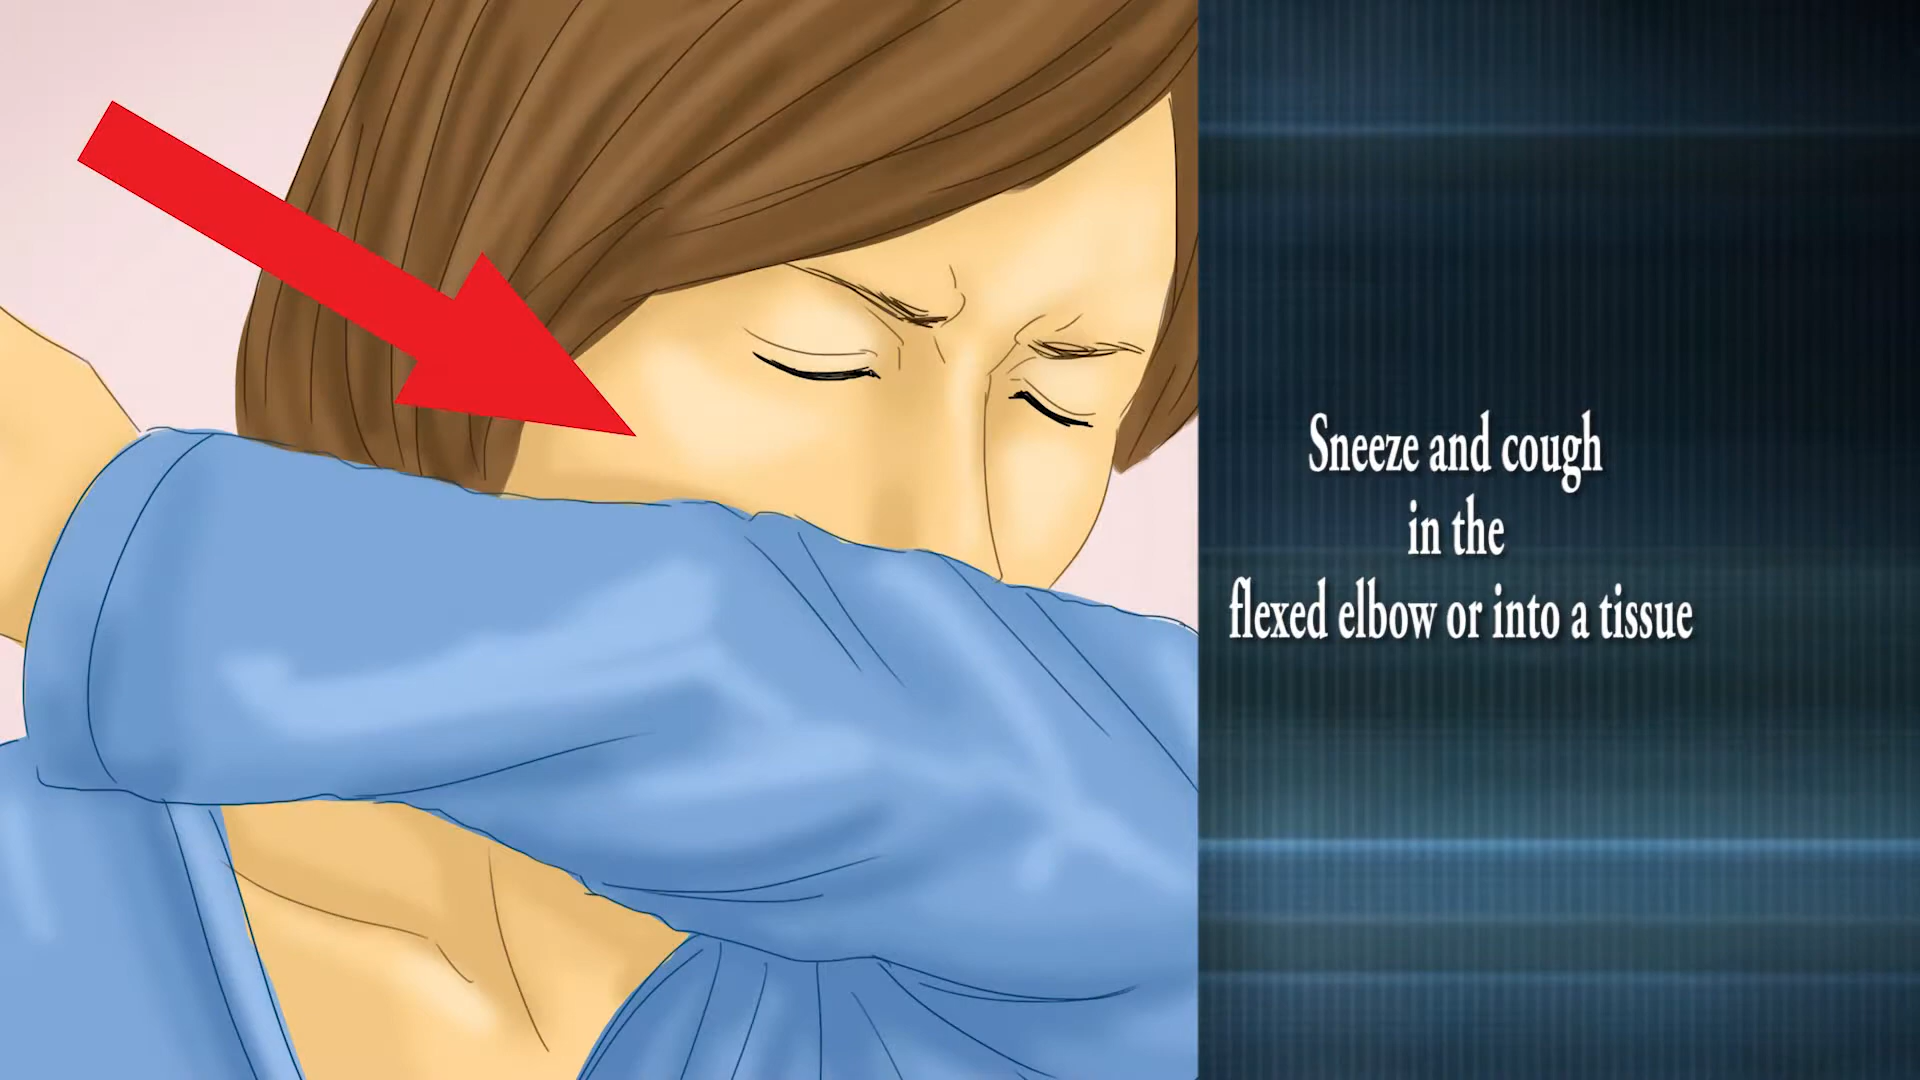 Sneeze and cough
in the
flexed elbow or into a tissue